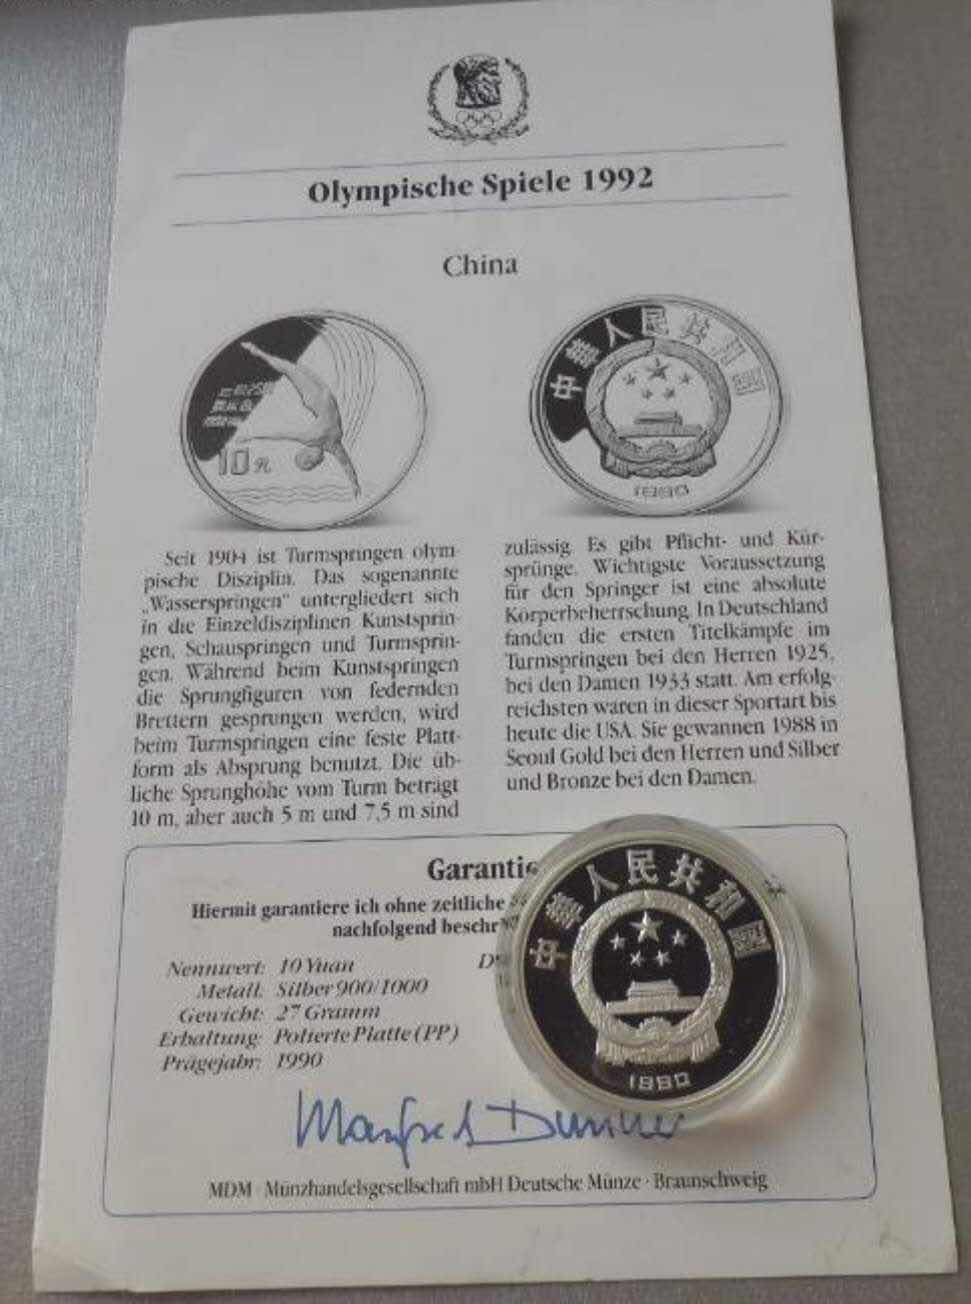 Olympische Spiele 1992
China
中華人民共和國
1990
10元
Seit 1904 ist Turmspringen olym-
pische Disziplin. Das sogenannte
„Wasserspringen" untergliedert sich
in die Einzeldisziplinen Kunstsprin-
gen, Schauspringen und Turmsprin-
gen. Während beim Kunstspringen
die Sprungfiguren von federnden
Brettern gesprungen werden, wird
beim Turmspringen eine feste Platt-
form als Absprung benutzt. Die üb-
liche Sprunghöhe vom Turm beträgt
10 m, aber auch 5 m und 7,5 m sind
zulässig. Es gibt Pflicht- und Kür-
sprünge. Wichtigste Voraussetzung
für den Springer ist eine absolute
Körperbeherrschung. In Deutschland
fanden die ersten Titelkämpfe im
Turmspringen bei den Herren 1925,
bei den Damen 1933 statt. Am erfolg-
reichsten waren in dieser Sportart bis
heute die USA. Sie gewannen 1988 in
Seoul Gold bei den Herren und Silber
und Bronze bei den Damen.
Garantie
Hiermit garantiere ich ohne zeitliche
nachfolgend beschr
Nennwert: 10 Yuan
Metall: Silber 900/1000
Gewicht: 27 Gramm
Erhaltung: Polierte Platte (PP)
Prägejahr: 1990
中華人民共和國
1990
MDM · Münzhandelsgesellschaft mbH Deutsche Münze · Braunschweig